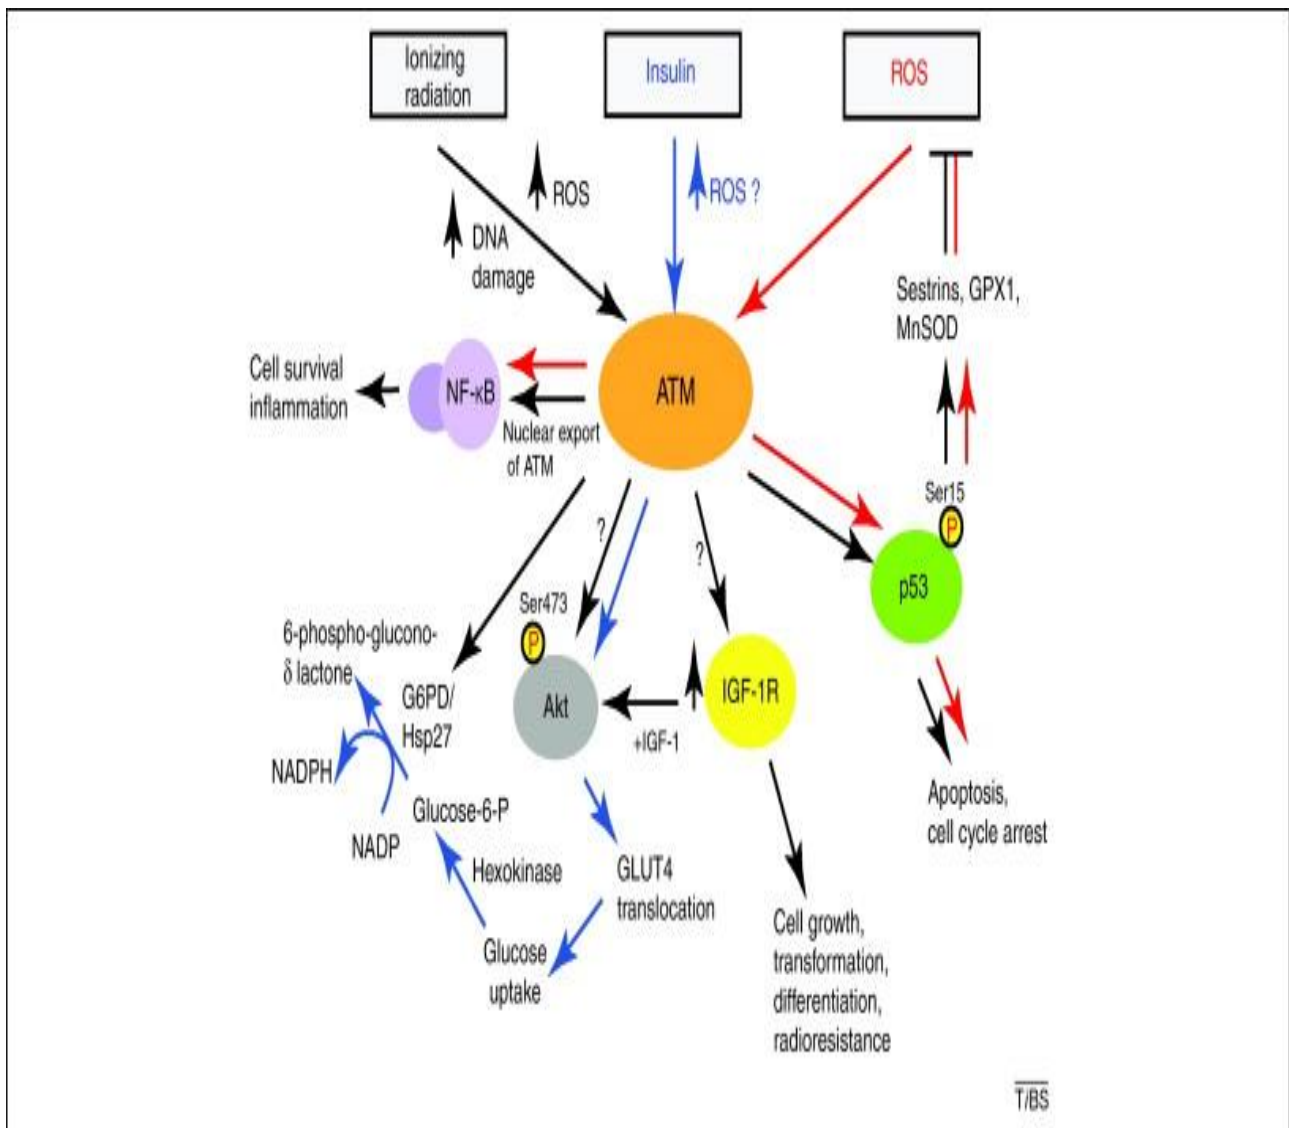 Ionizing
radiation
Insulin
ROS
ROS
ROS ?
DNA
damage
Sestrins, GPX1,
MnSOD
Cell survival
inflammation
NF-κB
ATM
Nuclear export
of ATM
Ser15
P
p53
?
?
Ser473
P
6-phospho-glucono-
δ lactone
G6PD/
Hsp27
Akt
IGF-1R
+IGF-1
NADPH
Glucose-6-P
NADP
Apoptosis,
cell cycle arrest
Hexokinase
GLUT4
translocation
Glucose
uptake
Cell growth,
transformation,
differentiation,
radioresistance
T/BS